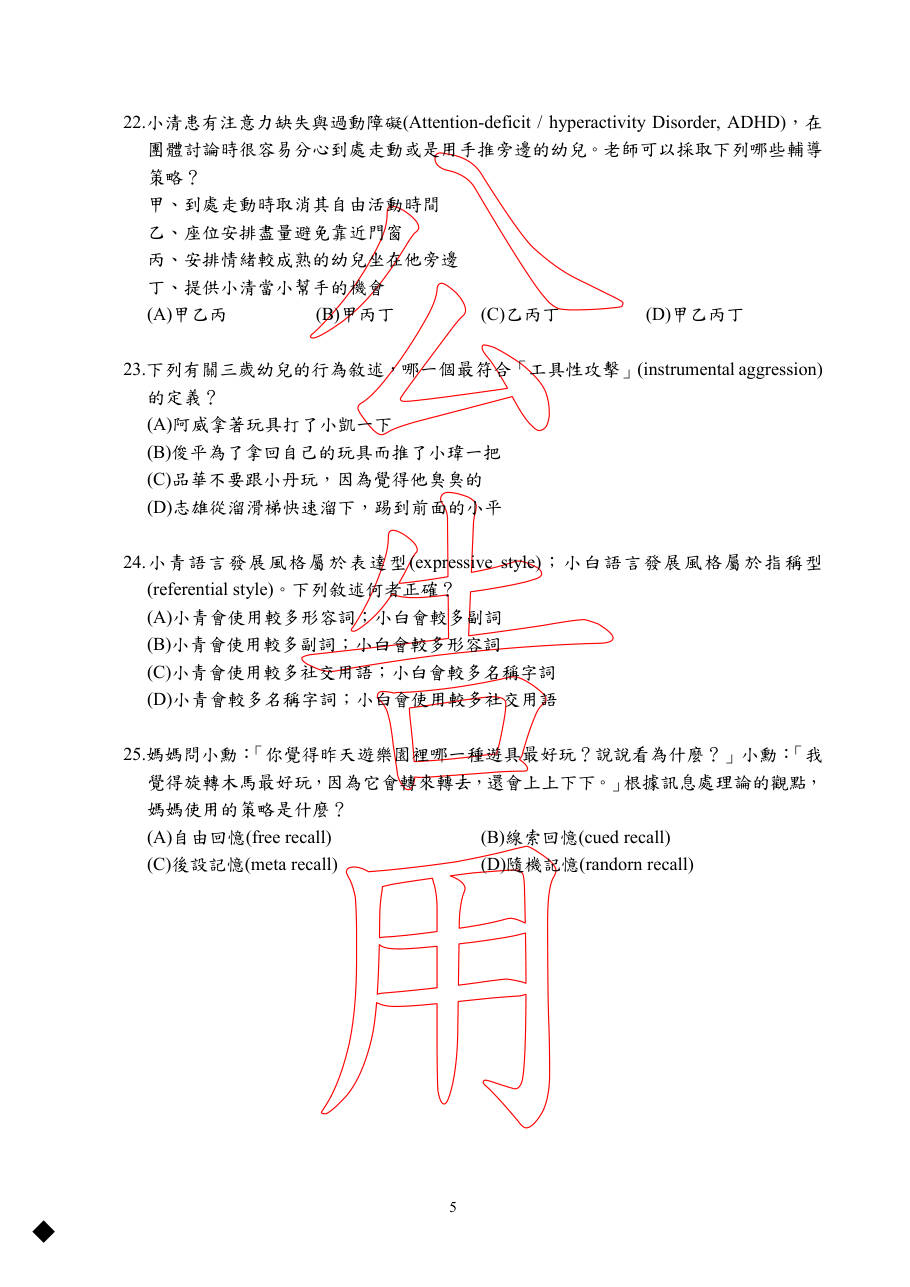 22.小清患有注意力缺失與過動障礙(Attention-deficit / hyperactivity Disorder, ADHD)，在
團體討論時很容易分心到處走動或是用手推旁邊的幼兒。老師可以採取下列哪些輔導
策略？
甲、到處走動時取消其自由活動時間
乙、座位安排盡量避免靠近門窗
丙、安排情緒較成熟的幼兒坐在他旁邊
丁、提供小清當小幫手的機會
(A)甲乙丙 (B)甲丙丁 (C)乙丙丁 (D)甲乙丙丁
23.下列有關三歲幼兒的行為敘述，哪一個最符合「工具性攻擊」(instrumental aggression)
的定義？
(A)阿威拿著玩具打了小凱一下
(B)俊平為了拿回自己的玩具而推了小瑋一把
(C)品華不要跟小丹玩，因為覺得他臭臭的
(D)志雄從溜滑梯快速溜下，踢到前面的小平
24.小青語言發展風格屬於表達型(expressive style)；小白語言發展風格屬於指稱型
(referential style)。下列敘述何者正確？
(A)小青會使用較多形容詞；小白會較多副詞
(B)小青會使用較多副詞；小白會較多形容詞
(C)小青會使用較多社交用語；小白會較多名稱字詞
(D)小青會較多名稱字詞；小白會使用較多社交用語
25.媽媽問小勳：「你覺得昨天遊樂園裡哪一種遊具最好玩？說說看為什麼？」小勳：「我
覺得旋轉木馬最好玩，因為它會轉來轉去，還會上上下下。」根據訊息處理論的觀點，
媽媽使用的策略是什麼？
(A)自由回憶(free recall) (B)線索回憶(cued recall)
(C)後設記憶(meta recall) (D)隨機記憶(randorn recall)
公告用
5